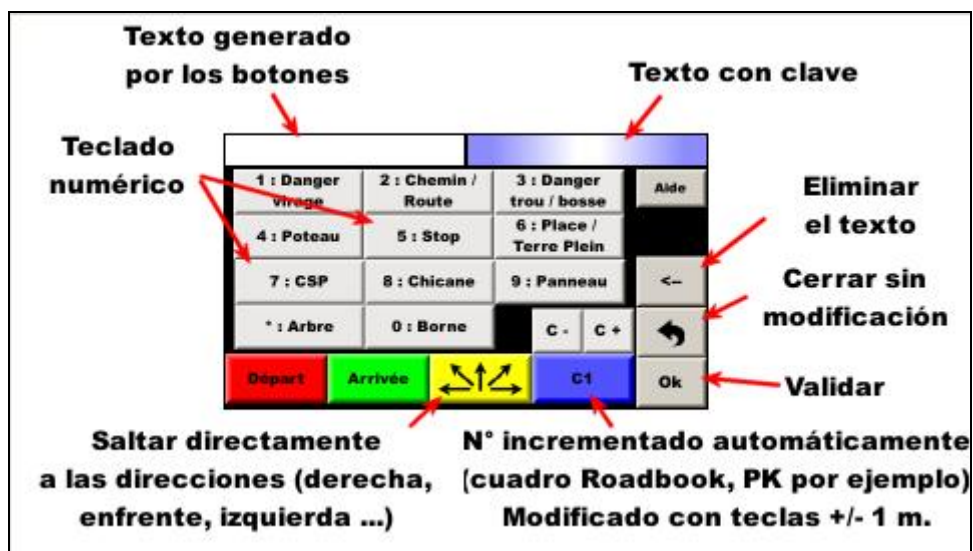 Texto generado
por los botones
Texto con clave
Teclado
numérico
1 : Danger
virage
2 : Chemin /
Route
3 : Danger
trou / bosse
Aide
4 : Poteau
5 : Stop
6 : Place /
Terre Plein
7 : CSP
8 : Chicane
9 : Panneau
<--
* : Arbre
0 : Borne
C -
C +
Départ
Arrivée
C1
Ok
Eliminar
el texto
Cerrar sin
modificación
Validar
Saltar directamente
a las direcciones (derecha,
enfrente, izquierda ...)
N° incrementado automáticamente
(cuadro Roadbook, PK por ejemplo)
Modificado con teclas +/- 1 m.